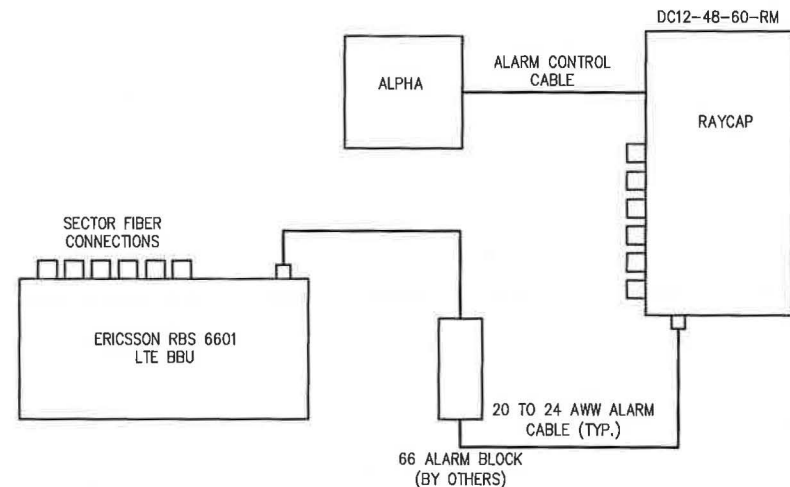 DC12-48-60-RM
ALPHA
ALARM CONTROL
CABLE
RAYCAP
SECTOR FIBER
CONNECTIONS
ERICSSON RBS 6601
LTE BBU
20 TO 24 AWW ALARM
CABLE (TYP.)
66 ALARM BLOCK
(BY OTHERS)